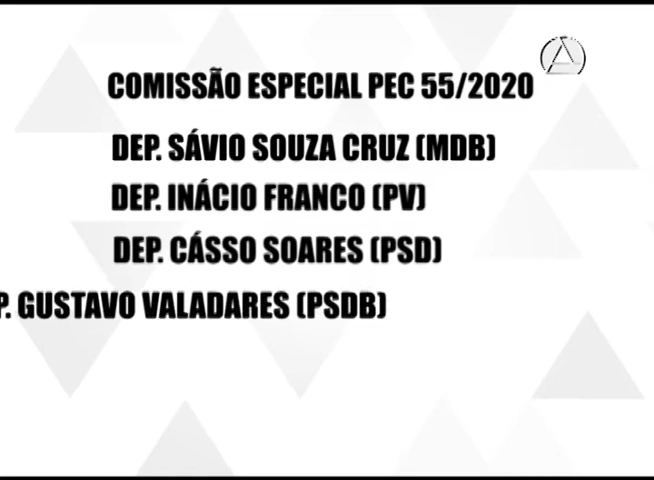 COMISSÃO ESPECIAL PEC 55/2020
DEP. SÁVIO SOUZA CRUZ (MDB)
DEP. INÁCIO FRANCO (PV)
DEP. CÁSSO SOARES (PSD)
P. GUSTAVO VALADARES (PSDB)